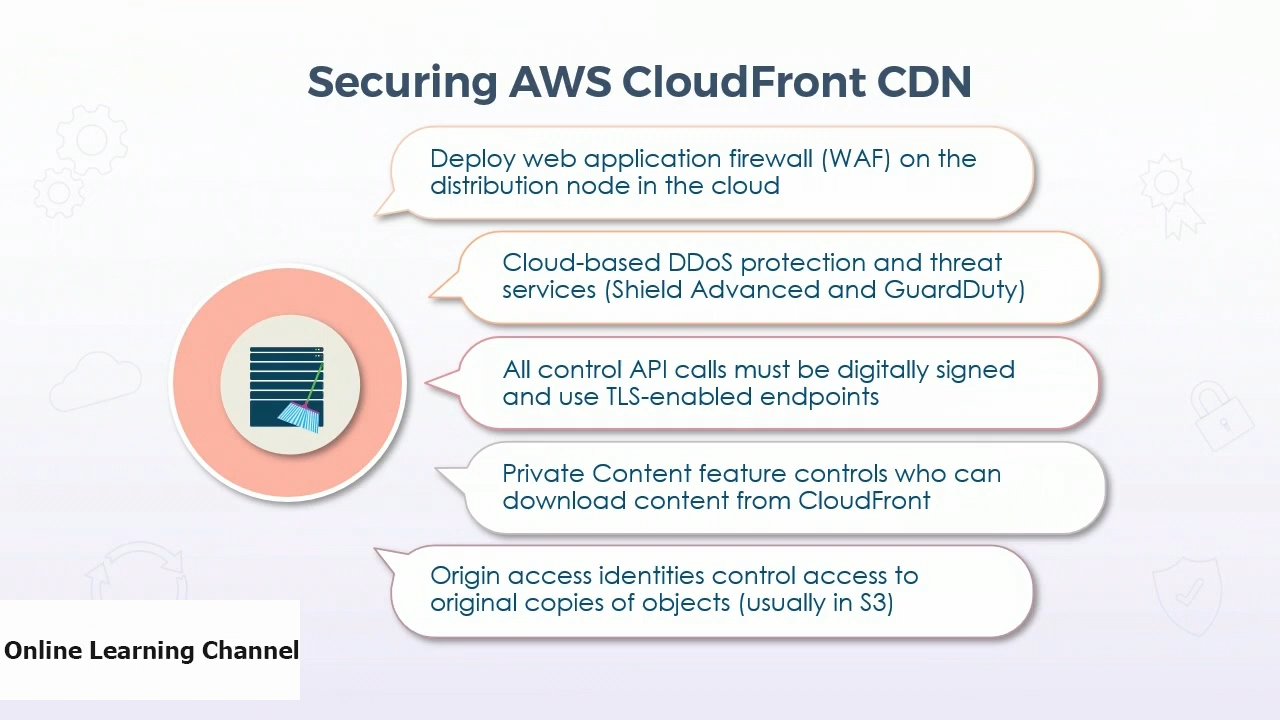 Securing AWS CloudFront CDN
Deploy web application firewall (WAF) on the
distribution node in the cloud
Cloud-based DDoS protection and threat
services (Shield Advanced and GuardDuty)
All control API calls must be digitally signed
and use TLS-enabled endpoints
Private Content feature controls who can
download content from CloudFront
Origin access identities control access to
original copies of objects (usually in S3)
Online Learning Channel